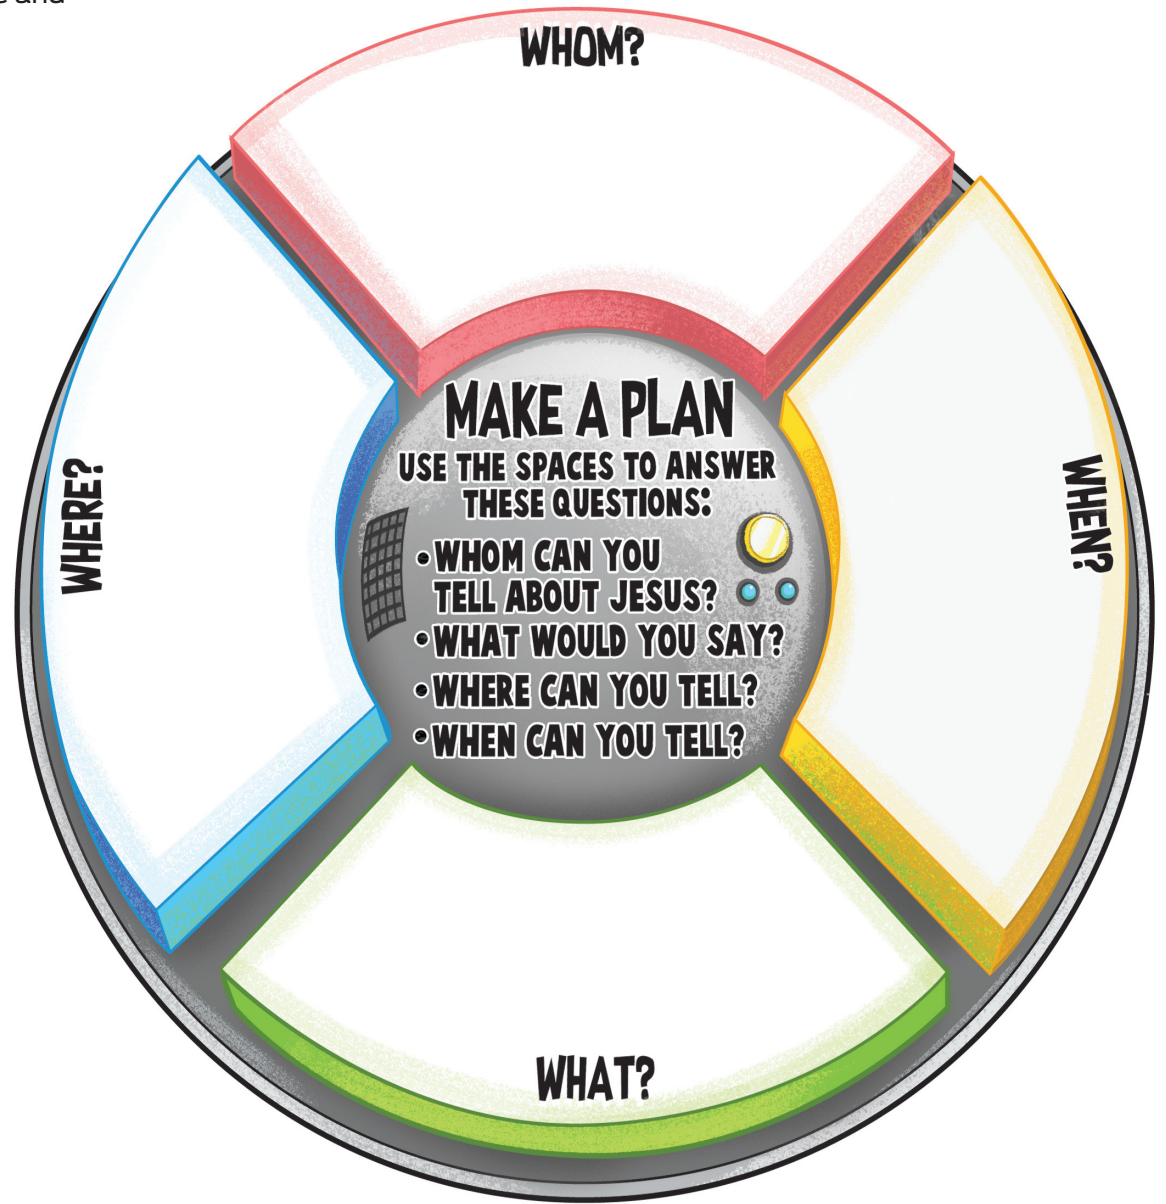 and
WHOM?
WHERE?
MAKE A PLAN
USE THE SPACES TO ANSWER
THESE QUESTIONS:
• WHOM CAN YOU
TELL ABOUT JESUS?
• WHAT WOULD YOU SAY?
• WHERE CAN YOU TELL?
• WHEN CAN YOU TELL?
WHEN?
WHAT?